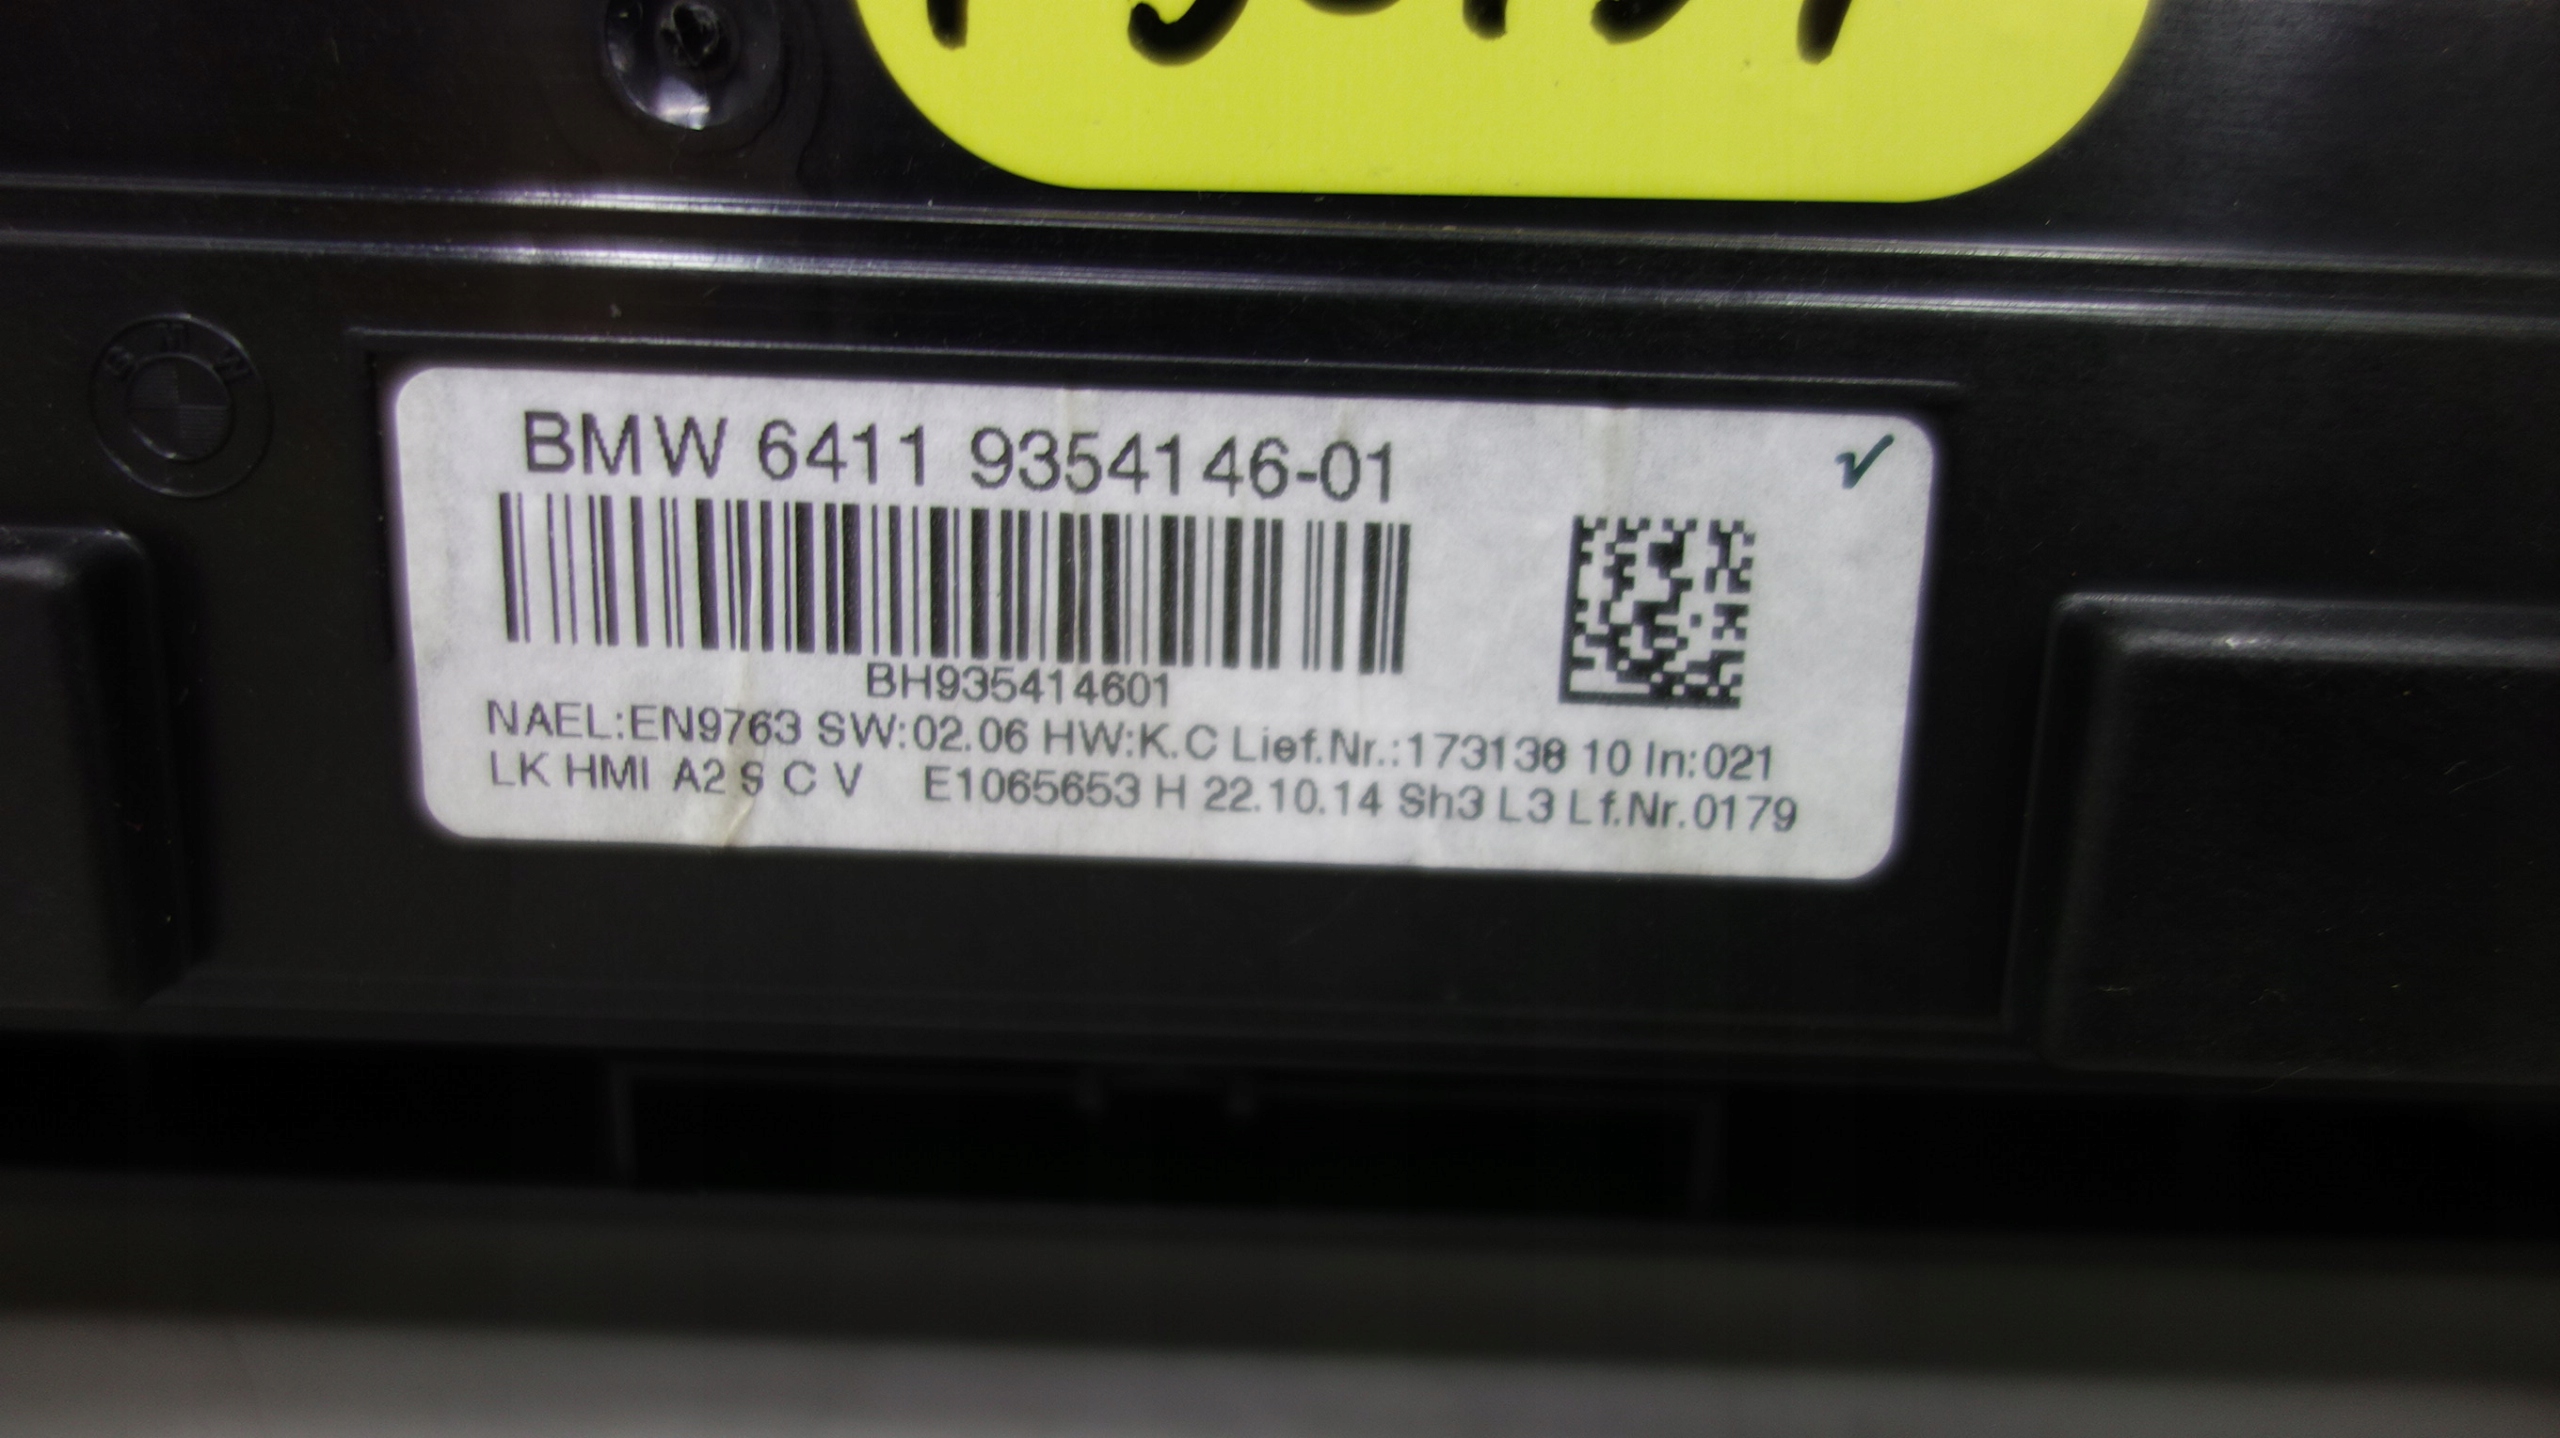 BMW
BMW 6411 9354146-01
BH935414601
NAEL:EN9763 SW:02.06 HW:K.C Lief.Nr.:173138 10 In:021
LK HMI A2 S C V E1065653 H 22.10.14 Sh3 L3 Lf.Nr.0179